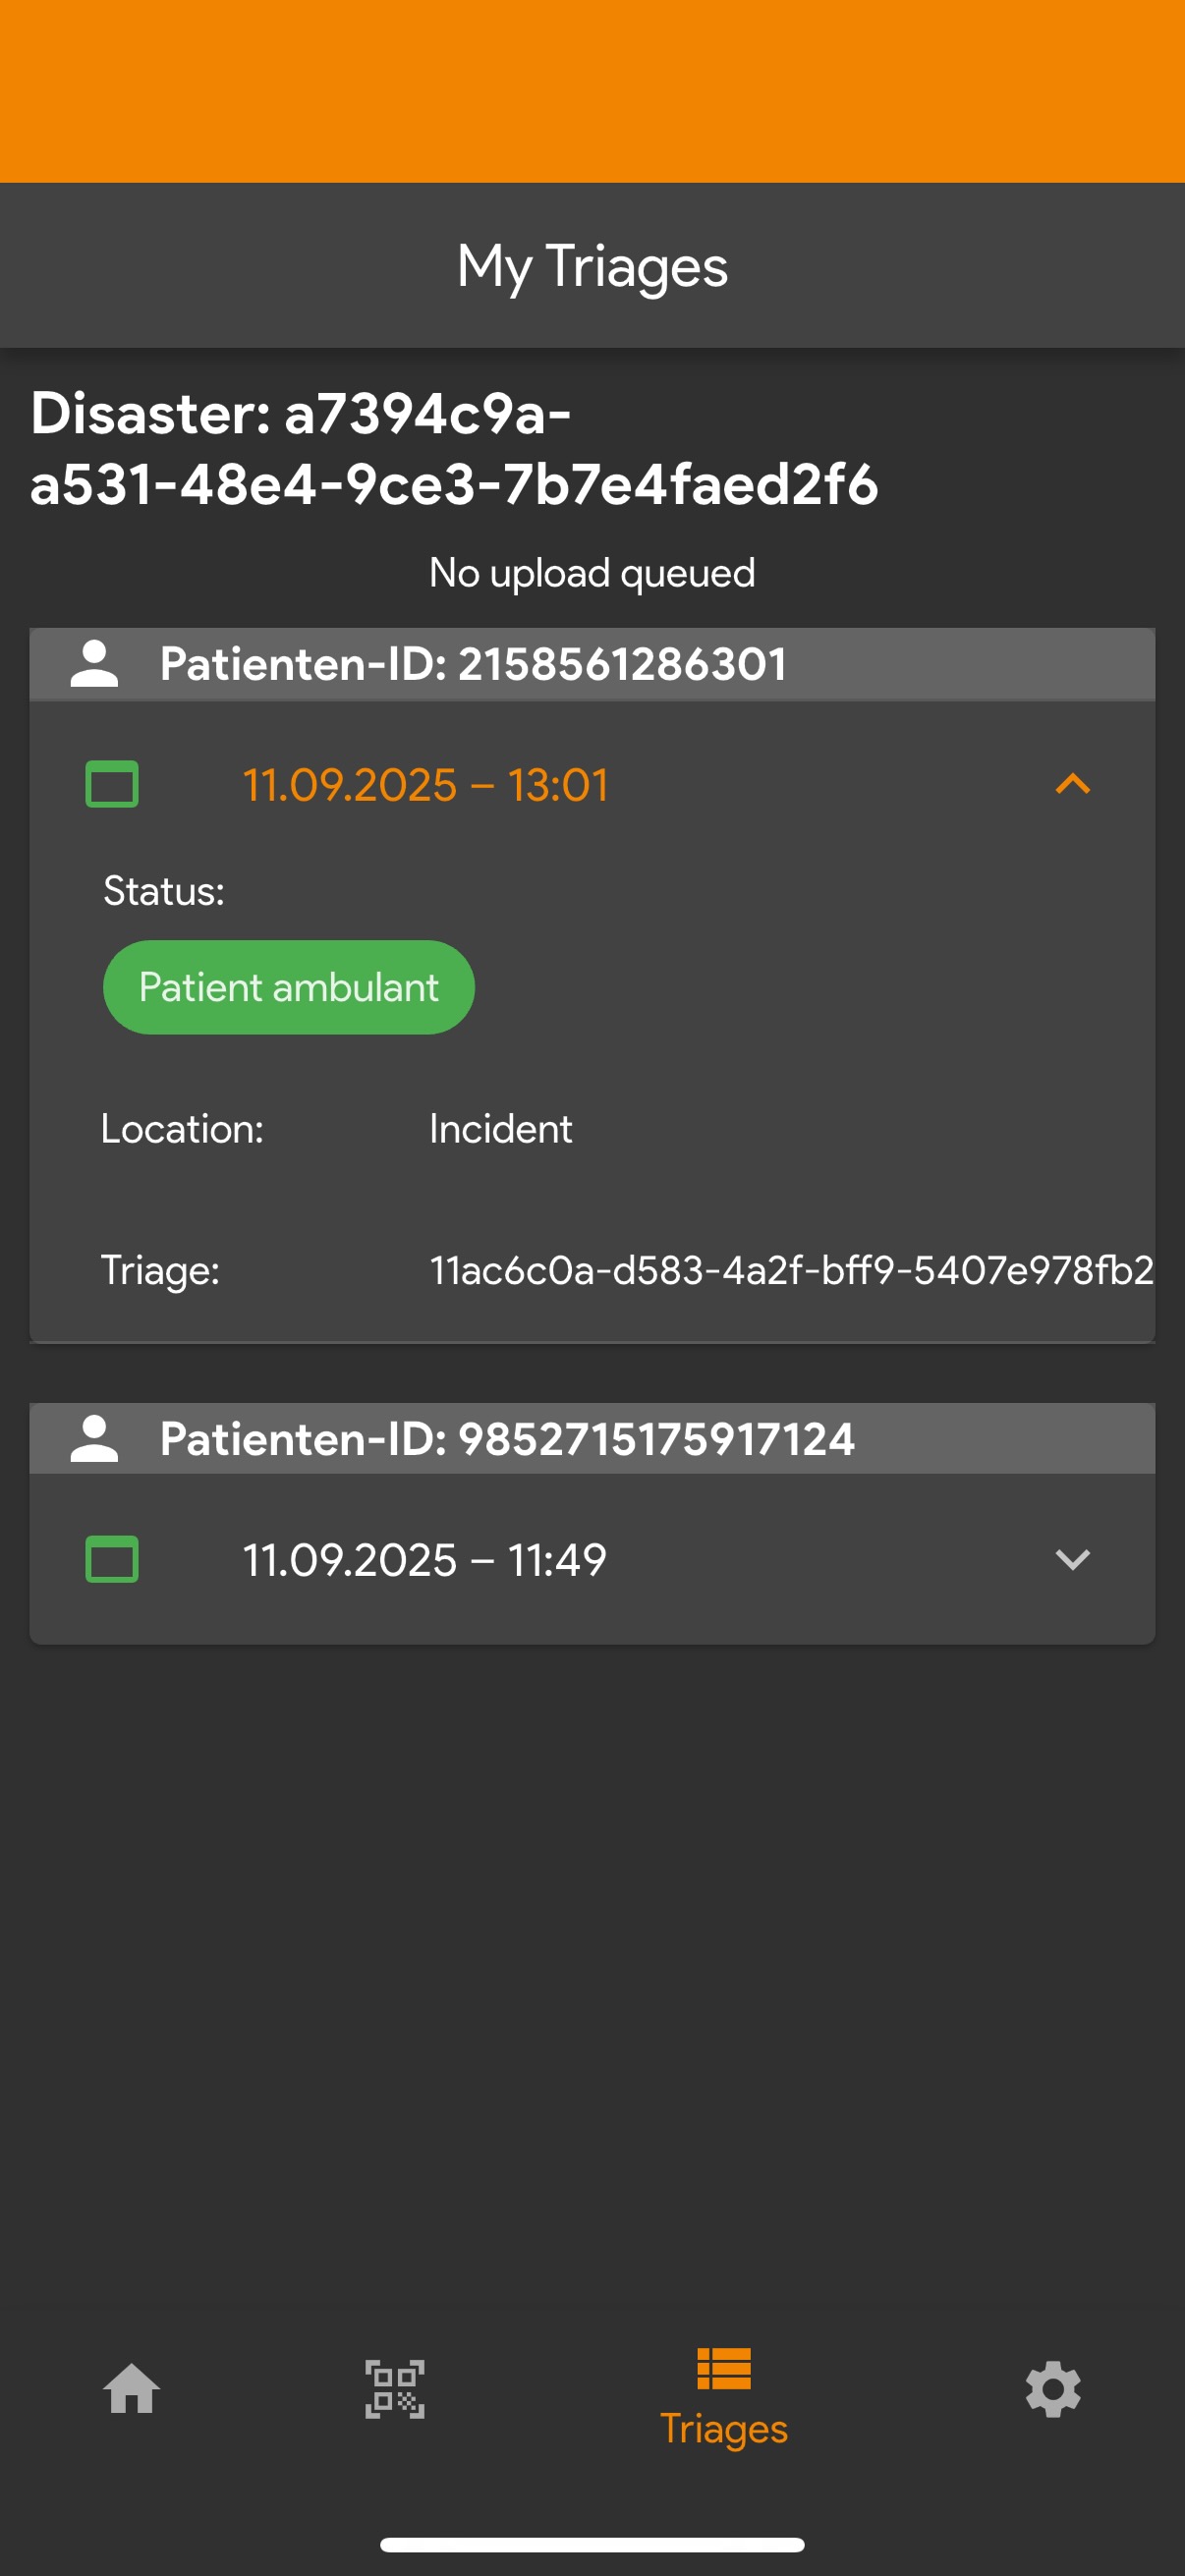 My Triages
Disaster: a7394c9a-
a531-48e4-9ce3-7b7e4faed2f6
No upload queued
Patienten-ID: 2158561286301
11.09.2025 – 13:01
Status:
Patient ambulant
Location: Incident
Triage: 11ac6c0a-d583-4a2f-bff9-5407e978fb2
Patienten-ID: 9852715175917124
11.09.2025 – 11:49
Triages